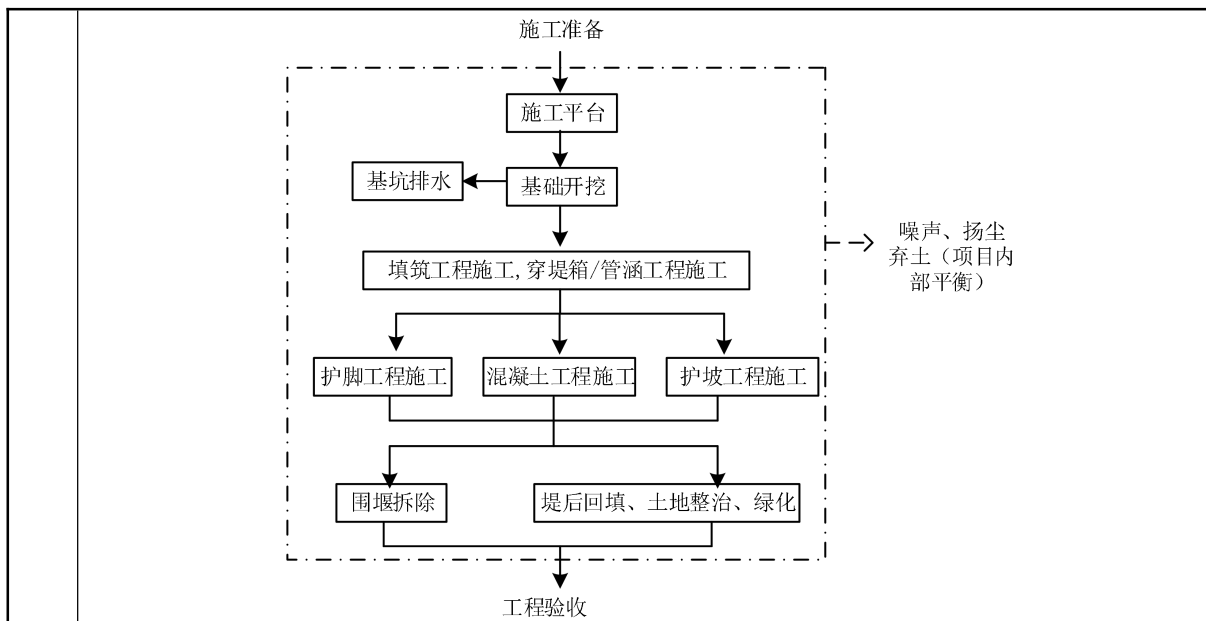 施工准备
施工平台
基坑排水
基础开挖
噪声、扬尘
弃土（项目内
部平衡）
填筑工程施工,穿堤箱/管涵工程施工
护脚工程施工
混凝土工程施工
护坡工程施工
围堰拆除
堤后回填、土地整治、绿化
工程验收